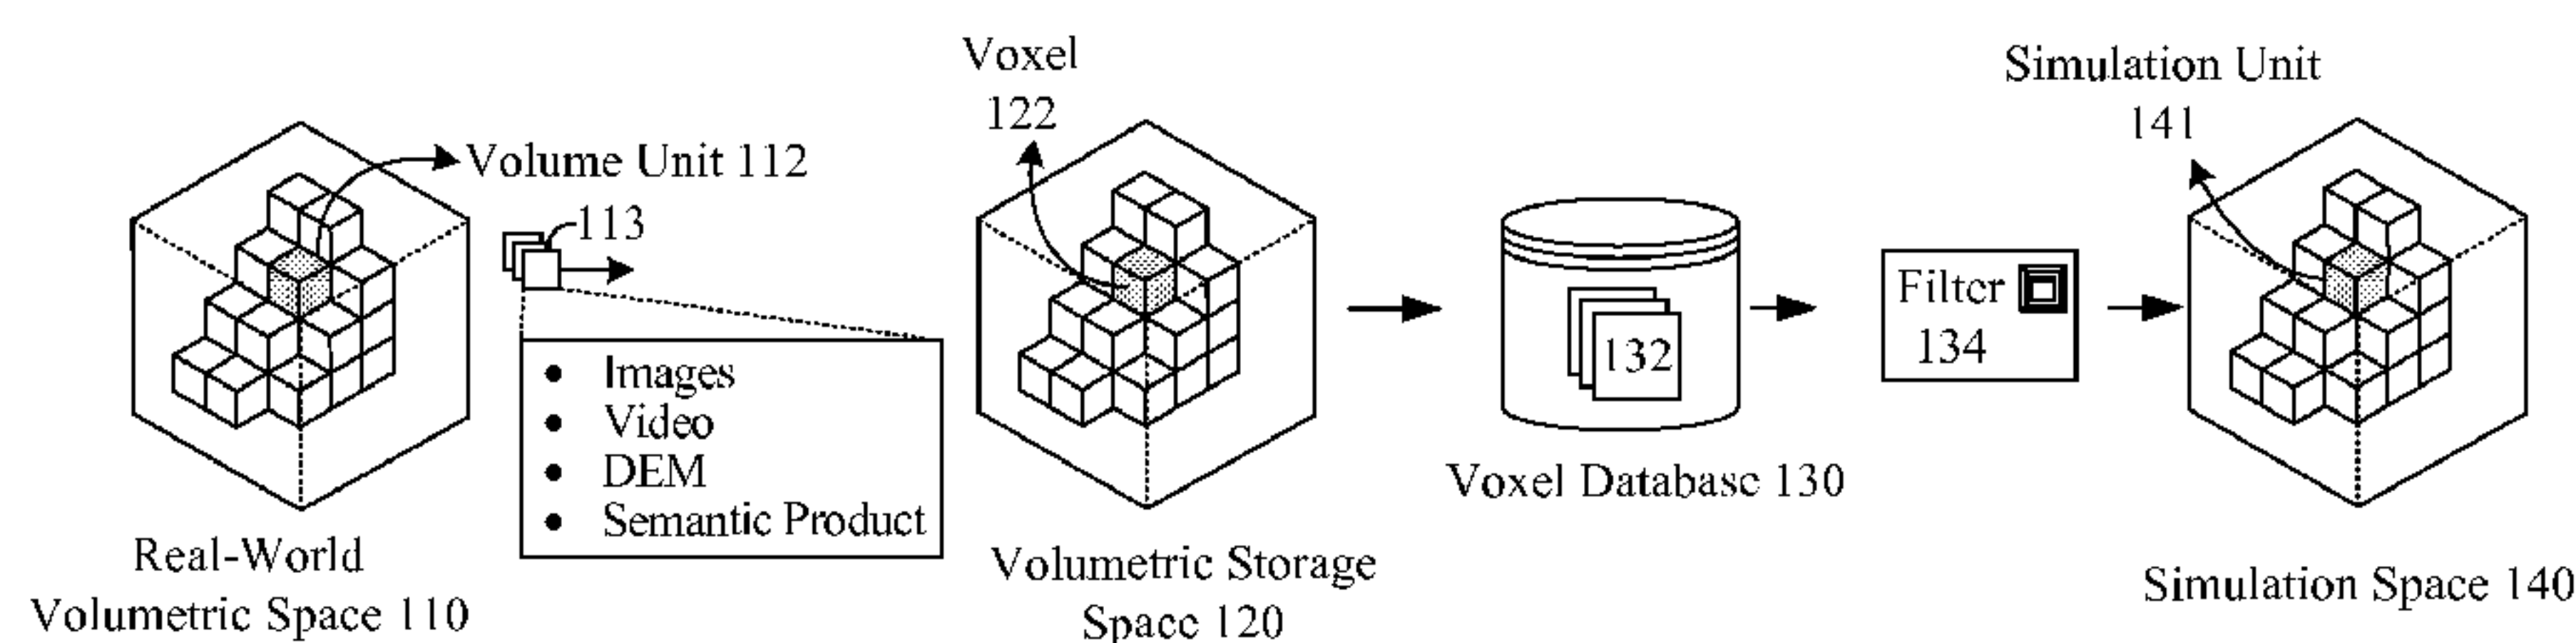 Voxel
122
Simulation Unit
141
Volume Unit 112
113
Filter
134
132
• Images
• Video
• DEM
• Semantic Product
Voxel Database 130
Real-World
Volumetric Space 110
Volumetric Storage
Space 120
Simulation Space 140